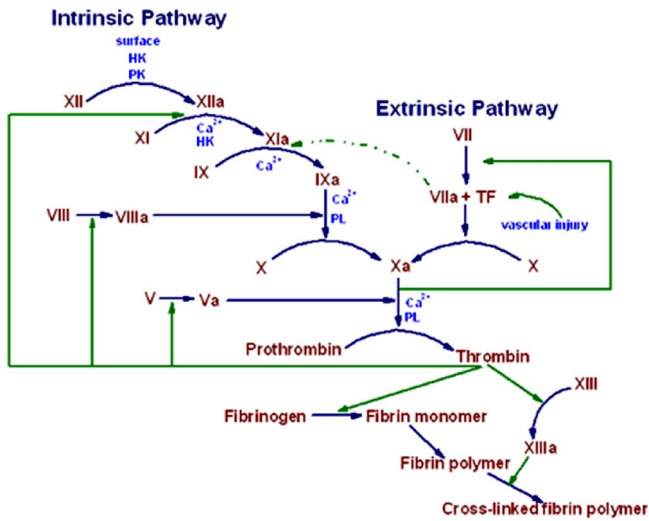 Intrinsic Pathway
surface
HK
PK
XII
XIIa
Extrinsic Pathway
XI
Ca²⁺
HK
XIa
VII
IX
Ca²⁺
IXa
VIIa + TF
Ca²⁺
PL
VIII
VIIIa
vascular injury
X
Xa
X
V
Va
Ca²⁺
PL
Prothrombin
Thrombin
XIII
Fibrinogen
Fibrin monomer
XIIIa
Fibrin polymer
Cross-linked fibrin polymer